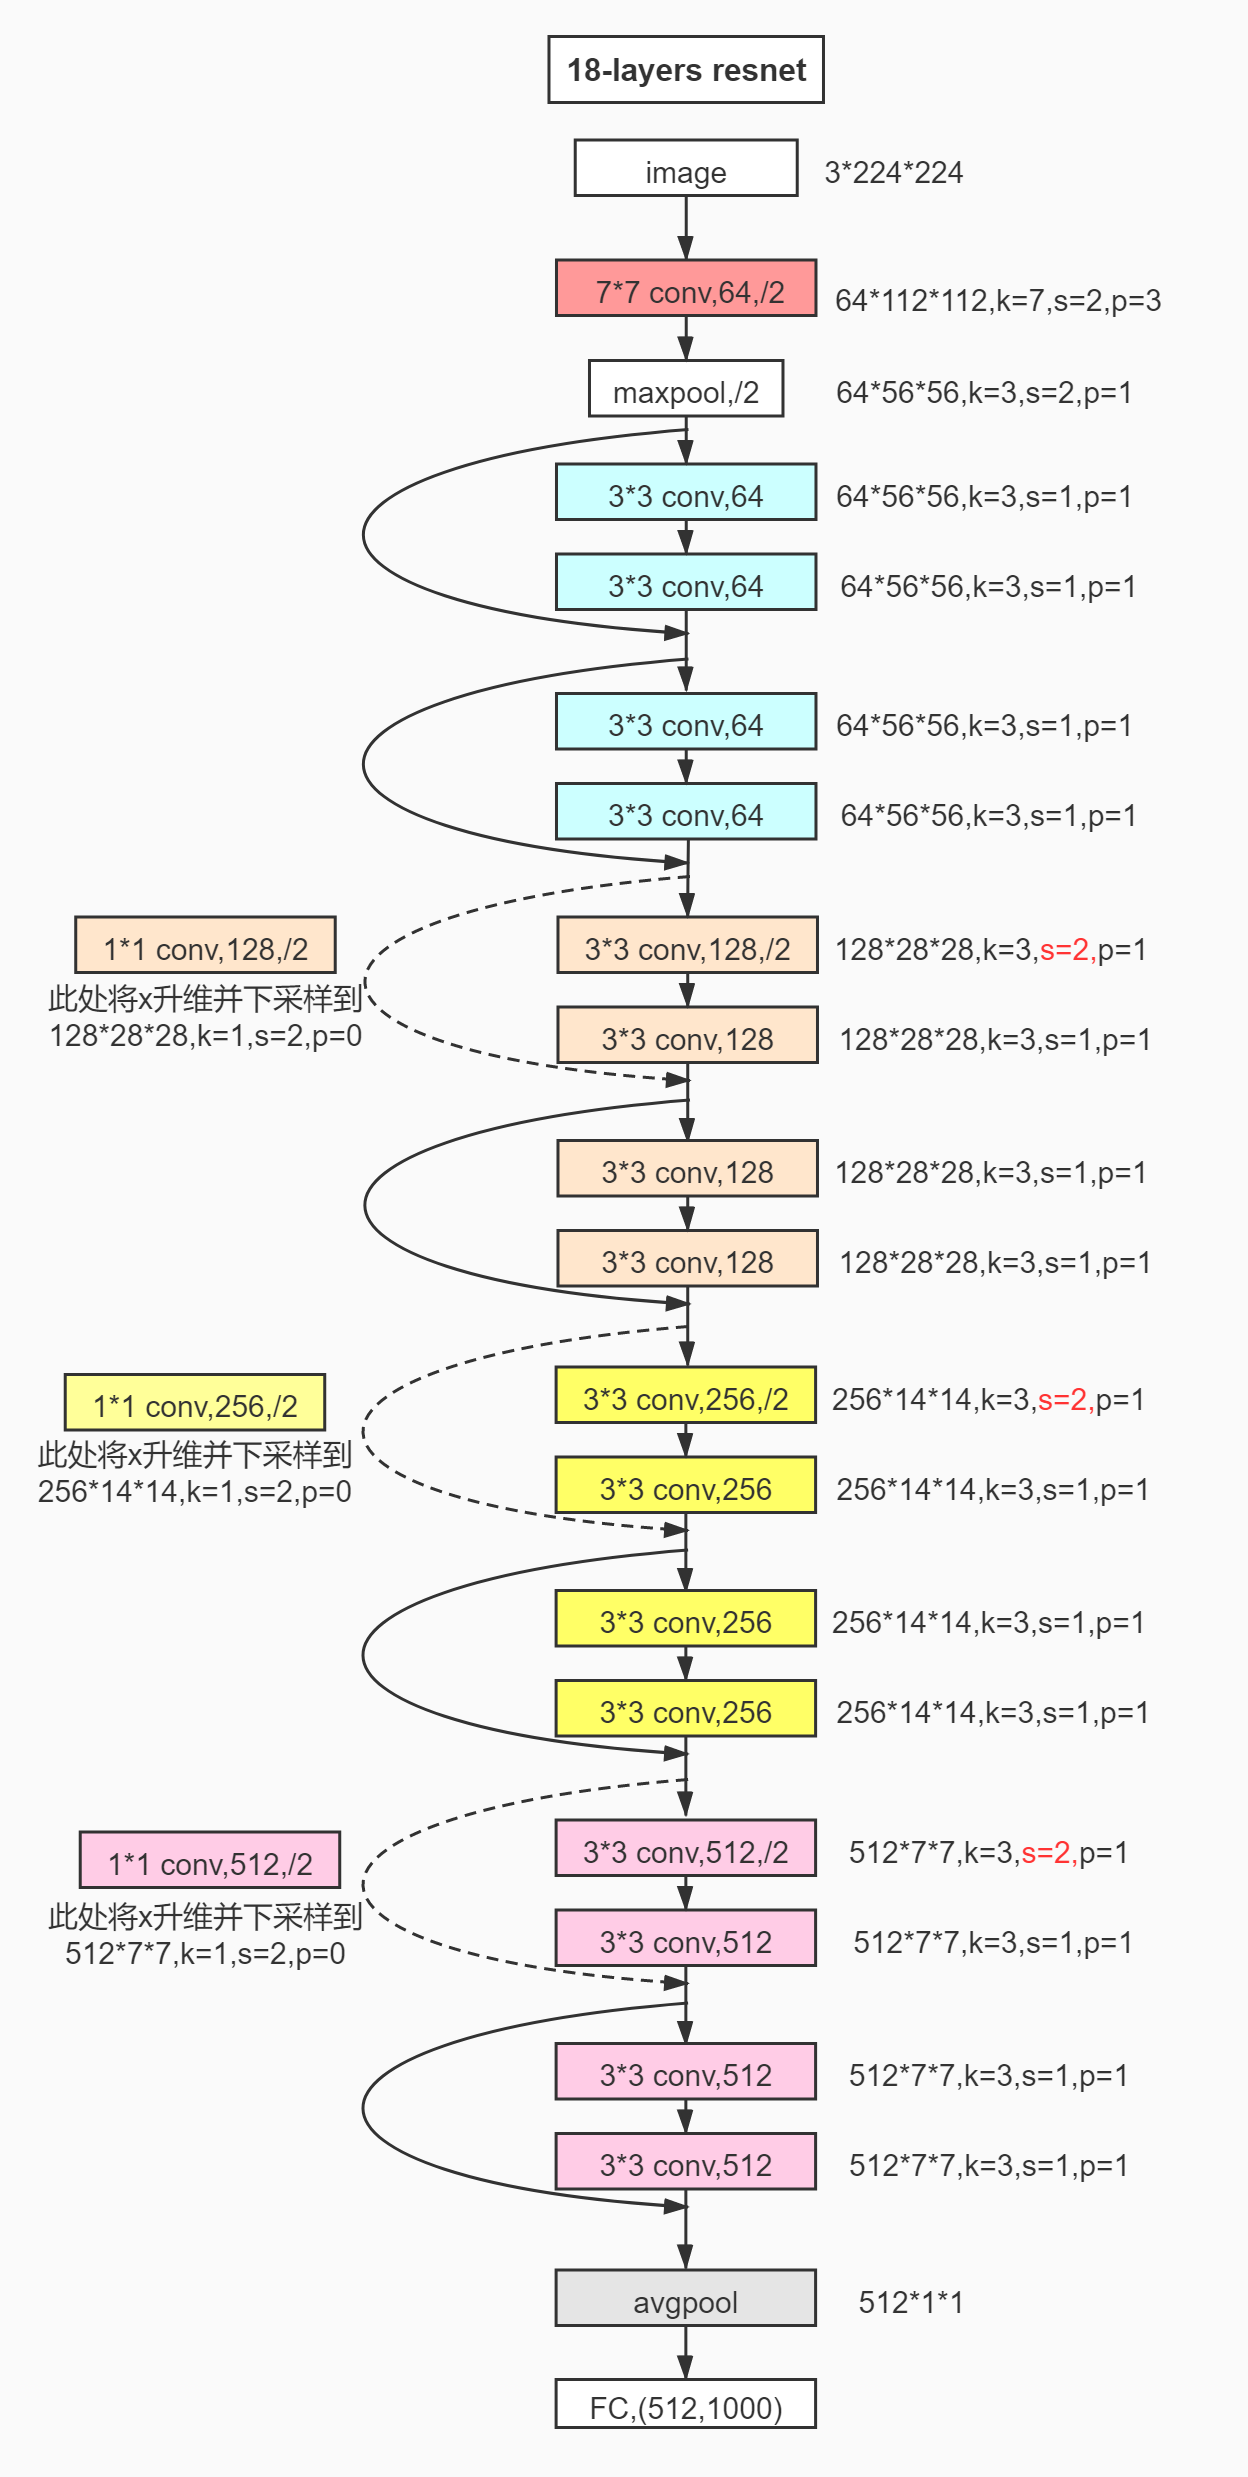 18-layers resnet
image
3*224*224
7*7 conv,64,/2
64*112*112,k=7,s=2,p=3
maxpool,/2
64*56*56,k=3,s=2,p=1
3*3 conv,64
64*56*56,k=3,s=1,p=1
3*3 conv,64
64*56*56,k=3,s=1,p=1
3*3 conv,64
64*56*56,k=3,s=1,p=1
3*3 conv,64
64*56*56,k=3,s=1,p=1
1*1 conv,128,/2
此处将x升维并下采样到
128*28*28,k=1,s=2,p=0
3*3 conv,128,/2
128*28*28,k=3,s=2,p=1
3*3 conv,128
128*28*28,k=3,s=1,p=1
3*3 conv,128
128*28*28,k=3,s=1,p=1
3*3 conv,128
128*28*28,k=3,s=1,p=1
1*1 conv,256,/2
此处将x升维并下采样到
256*14*14,k=1,s=2,p=0
3*3 conv,256,/2
256*14*14,k=3,s=2,p=1
3*3 conv,256
256*14*14,k=3,s=1,p=1
3*3 conv,256
256*14*14,k=3,s=1,p=1
3*3 conv,256
256*14*14,k=3,s=1,p=1
1*1 conv,512,/2
此处将x升维并下采样到
512*7*7,k=1,s=2,p=0
3*3 conv,512,/2
512*7*7,k=3,s=2,p=1
3*3 conv,512
512*7*7,k=3,s=1,p=1
3*3 conv,512
512*7*7,k=3,s=1,p=1
3*3 conv,512
512*7*7,k=3,s=1,p=1
avgpool
512*1*1
FC,(512,1000)